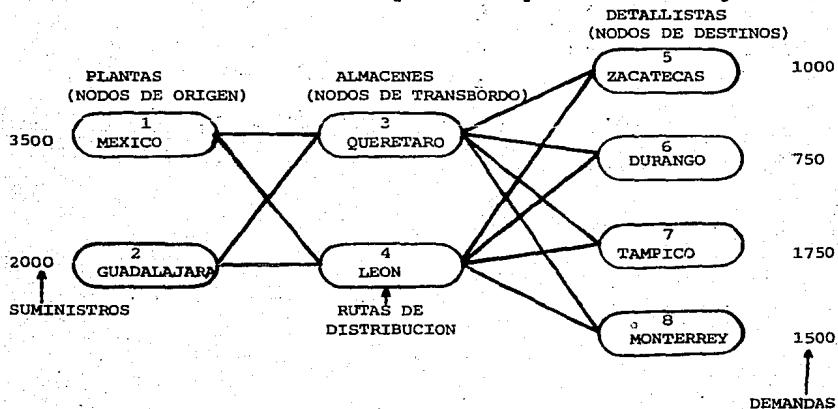 DETALLISTAS
(NODOS DE DESTINOS)
PLANTAS
(NODOS DE ORIGEN)
ALMACENES
(NODOS DE TRANSBORDO)
5
ZACATECAS
1000
3500
1
MEXICO
3
QUERETARO
6
DURANGO
750
2000
2
GUADALAJARA
4
LEON
7
TAMPICO
1750
SUMINISTROS
RUTAS DE
DISTRIBUCION
8
MONTERREY
1500
DEMANDAS